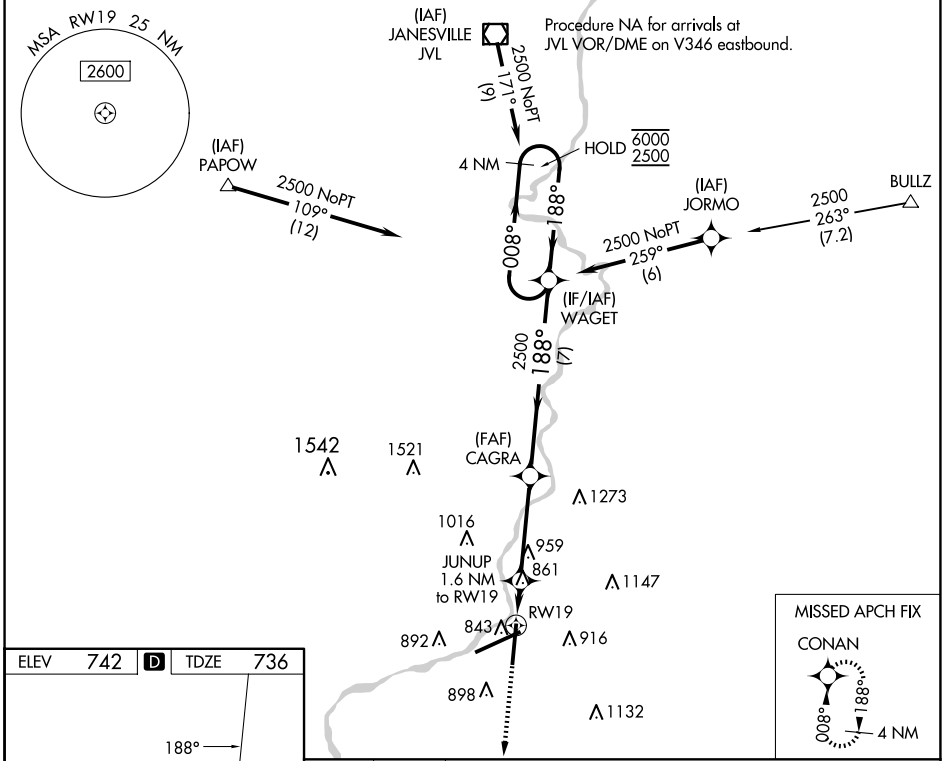 MSA RW19 25 NM
2600
(IAF)
JANESVILLE
JVL
Procedure NA for arrivals at
JVL VOR/DME on V346 eastbound.
2500 NoPT
171°
(9)
HOLD 6000
2500
4 NM
(IAF)
PAPOW
2500 NoPT
109°
(12)
008°
188°
(IAF)
JORMO
BULLZ
2500
263°
(7.2)
2500 NoPT
259°
(6)
(IF/IAF)
WAGET
2500
188°
(7)
1542
1521
(FAF)
CAGRA
1273
1016
959
JUNUP
1.6 NM
to RW19
861
1147
RW19
843
892
916
898
1132
MISSED APCH FIX
CONAN
008°
188°
4 NM
ELEV 742 D TDZE 736
188°